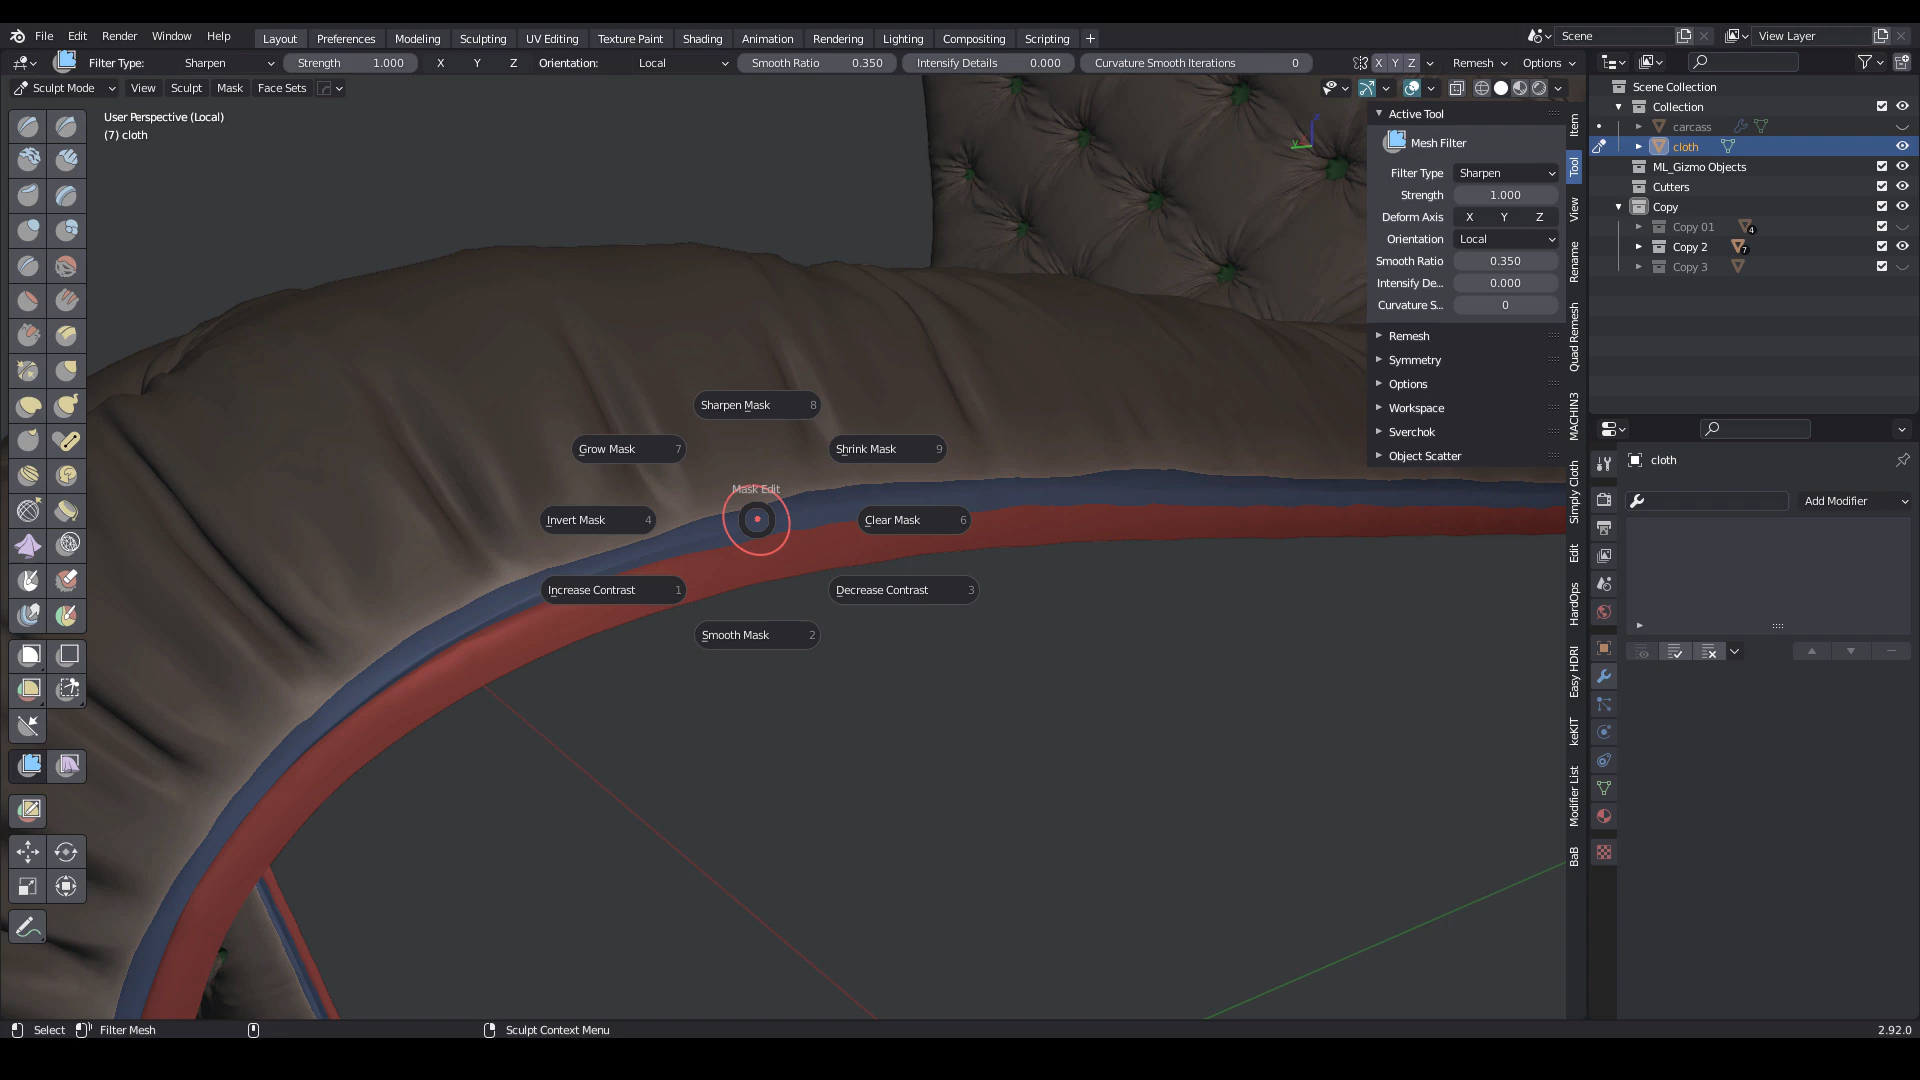 File Edit Render Window Help Layout Preferences Modeling Sculpting UV Editing Texture Paint Shading Animation Rendering Lighting Compositing Scripting + Scene View Layer
Filter Type: Sharpen Strength 1.000 X Y Z Orientation: Local Smooth Ratio 0.350 Intensify Details 0.000 Curvature Smooth Iterations 0 X Y Z Remesh Options
Sculpt Mode View Sculpt Mask Face Sets
User Perspective (Local)
(7) cloth
Active Tool
Mesh Filter
Filter Type Sharpen
Strength 1.000
Deform Axis X Y Z
Orientation Local
Smooth Ratio 0.350
Intensify De... 0.000
Curvature S... 0
Remesh
Symmetry
Options
Workspace
Sverchok
Object Scatter
Item
Tool
View
Rename
Quad Remesh
MACHIN3
Simply Cloth
Edit
HardOps
Easy HDRI
keKIT
Modifier List
BaB
Scene Collection
Collection
carcass
cloth
ML_Gizmo Objects
Cutters
Copy
Copy 01 4
Copy 2 7
Copy 3
cloth
Add Modifier
Sharpen Mask 8
Grow Mask 7
Shrink Mask 9
Mask Edit
Invert Mask 4
Clear Mask 6
Increase Contrast 1
Decrease Contrast 3
Smooth Mask 2
Select Filter Mesh Sculpt Context Menu 2.92.0